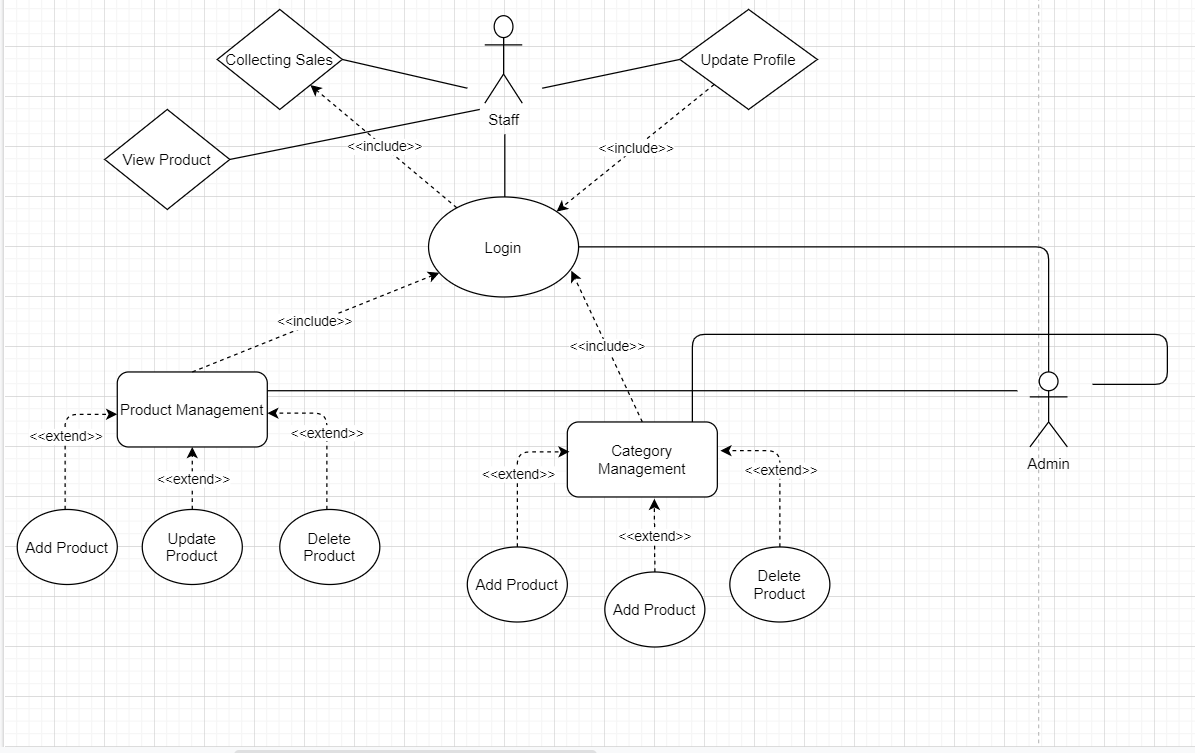 Collecting Sales
Update Profile
Staff
<<include>>
<<include>>
View Product
Login
<<include>>
<<include>>
Product Management
<<extend>>
<<extend>>
<<extend>>
Category
Management
Admin
<<extend>>
<<extend>>
<<extend>>
Add Product
Update
Product
Delete
Product
Add Product
Add Product
Delete
Product